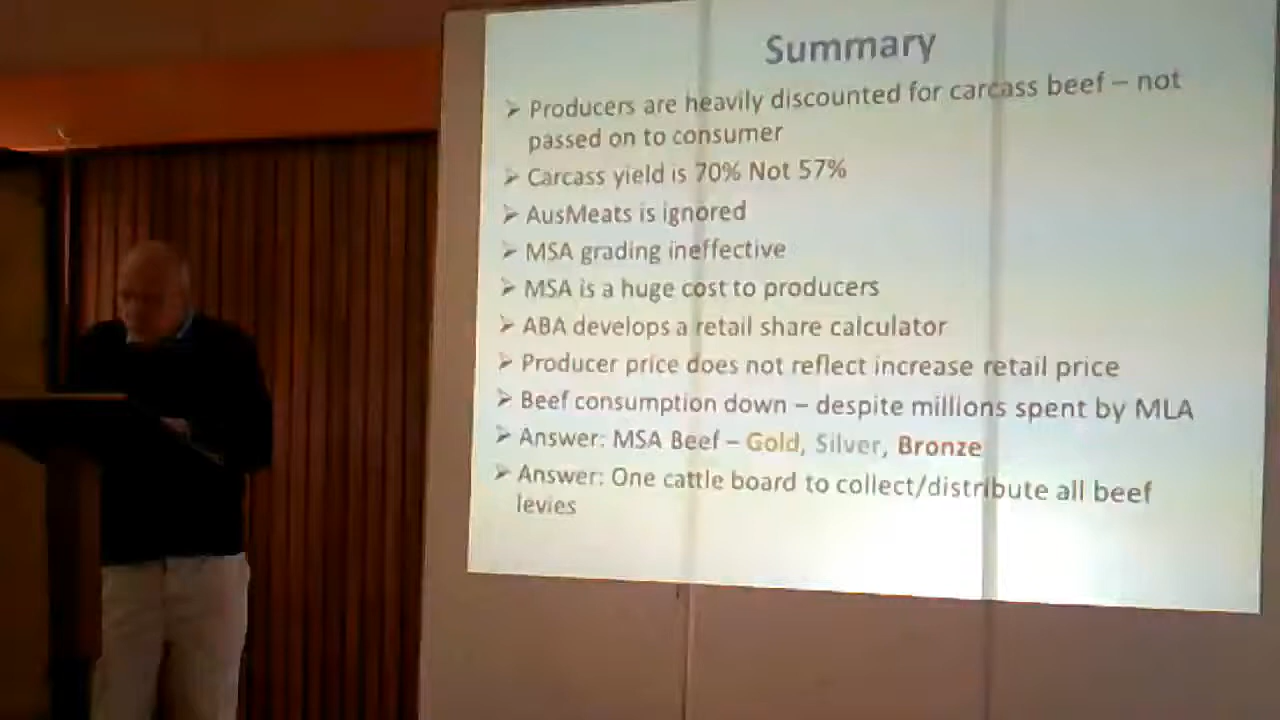 Summary
➢ Producers are heavily discounted for carcass beef – not
passed on to consumer
➢ Carcass yield is 70% Not 57%
➢ AusMeats is ignored
➢ MSA grading ineffective
➢ MSA is a huge cost to producers
➢ ABA develops a retail share calculator
➢ Producer price does not reflect increase retail price
➢ Beef consumption down – despite millions spent by MLA
➢ Answer: MSA Beef – Gold, Silver, Bronze
➢ Answer: One cattle board to collect/distribute all beef
levies